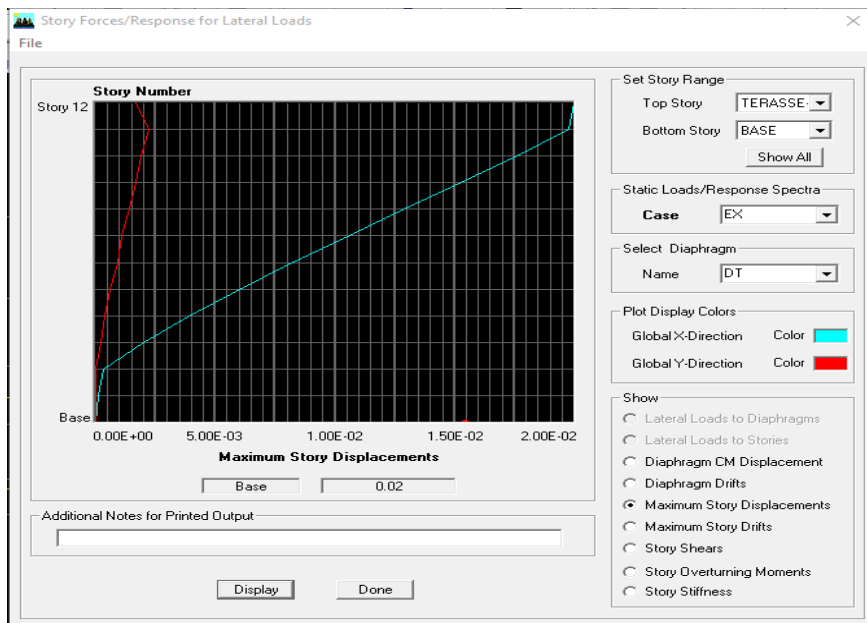 Story Forces/Response for Lateral Loads
File
Story Number
Story 12
Base
0.00E+00 5.00E-03 1.00E-02 1.50E-02 2.00E-02
Maximum Story Displacements
Base 0.02
Additional Notes for Printed Output
Display Done
Set Story Range
Top Story TERASSE-
Bottom Story BASE
Show All
Static Loads/Response Spectra
Case EX
Select Diaphragm
Name DT
Plot Display Colors
Global X-Direction Color
Global Y-Direction Color
Show
Lateral Loads to Diaphragms
Lateral Loads to Stories
Diaphragm CM Displacement
Diaphragm Drifts
Maximum Story Displacements
Maximum Story Drifts
Story Shears
Story Overturning Moments
Story Stiffness